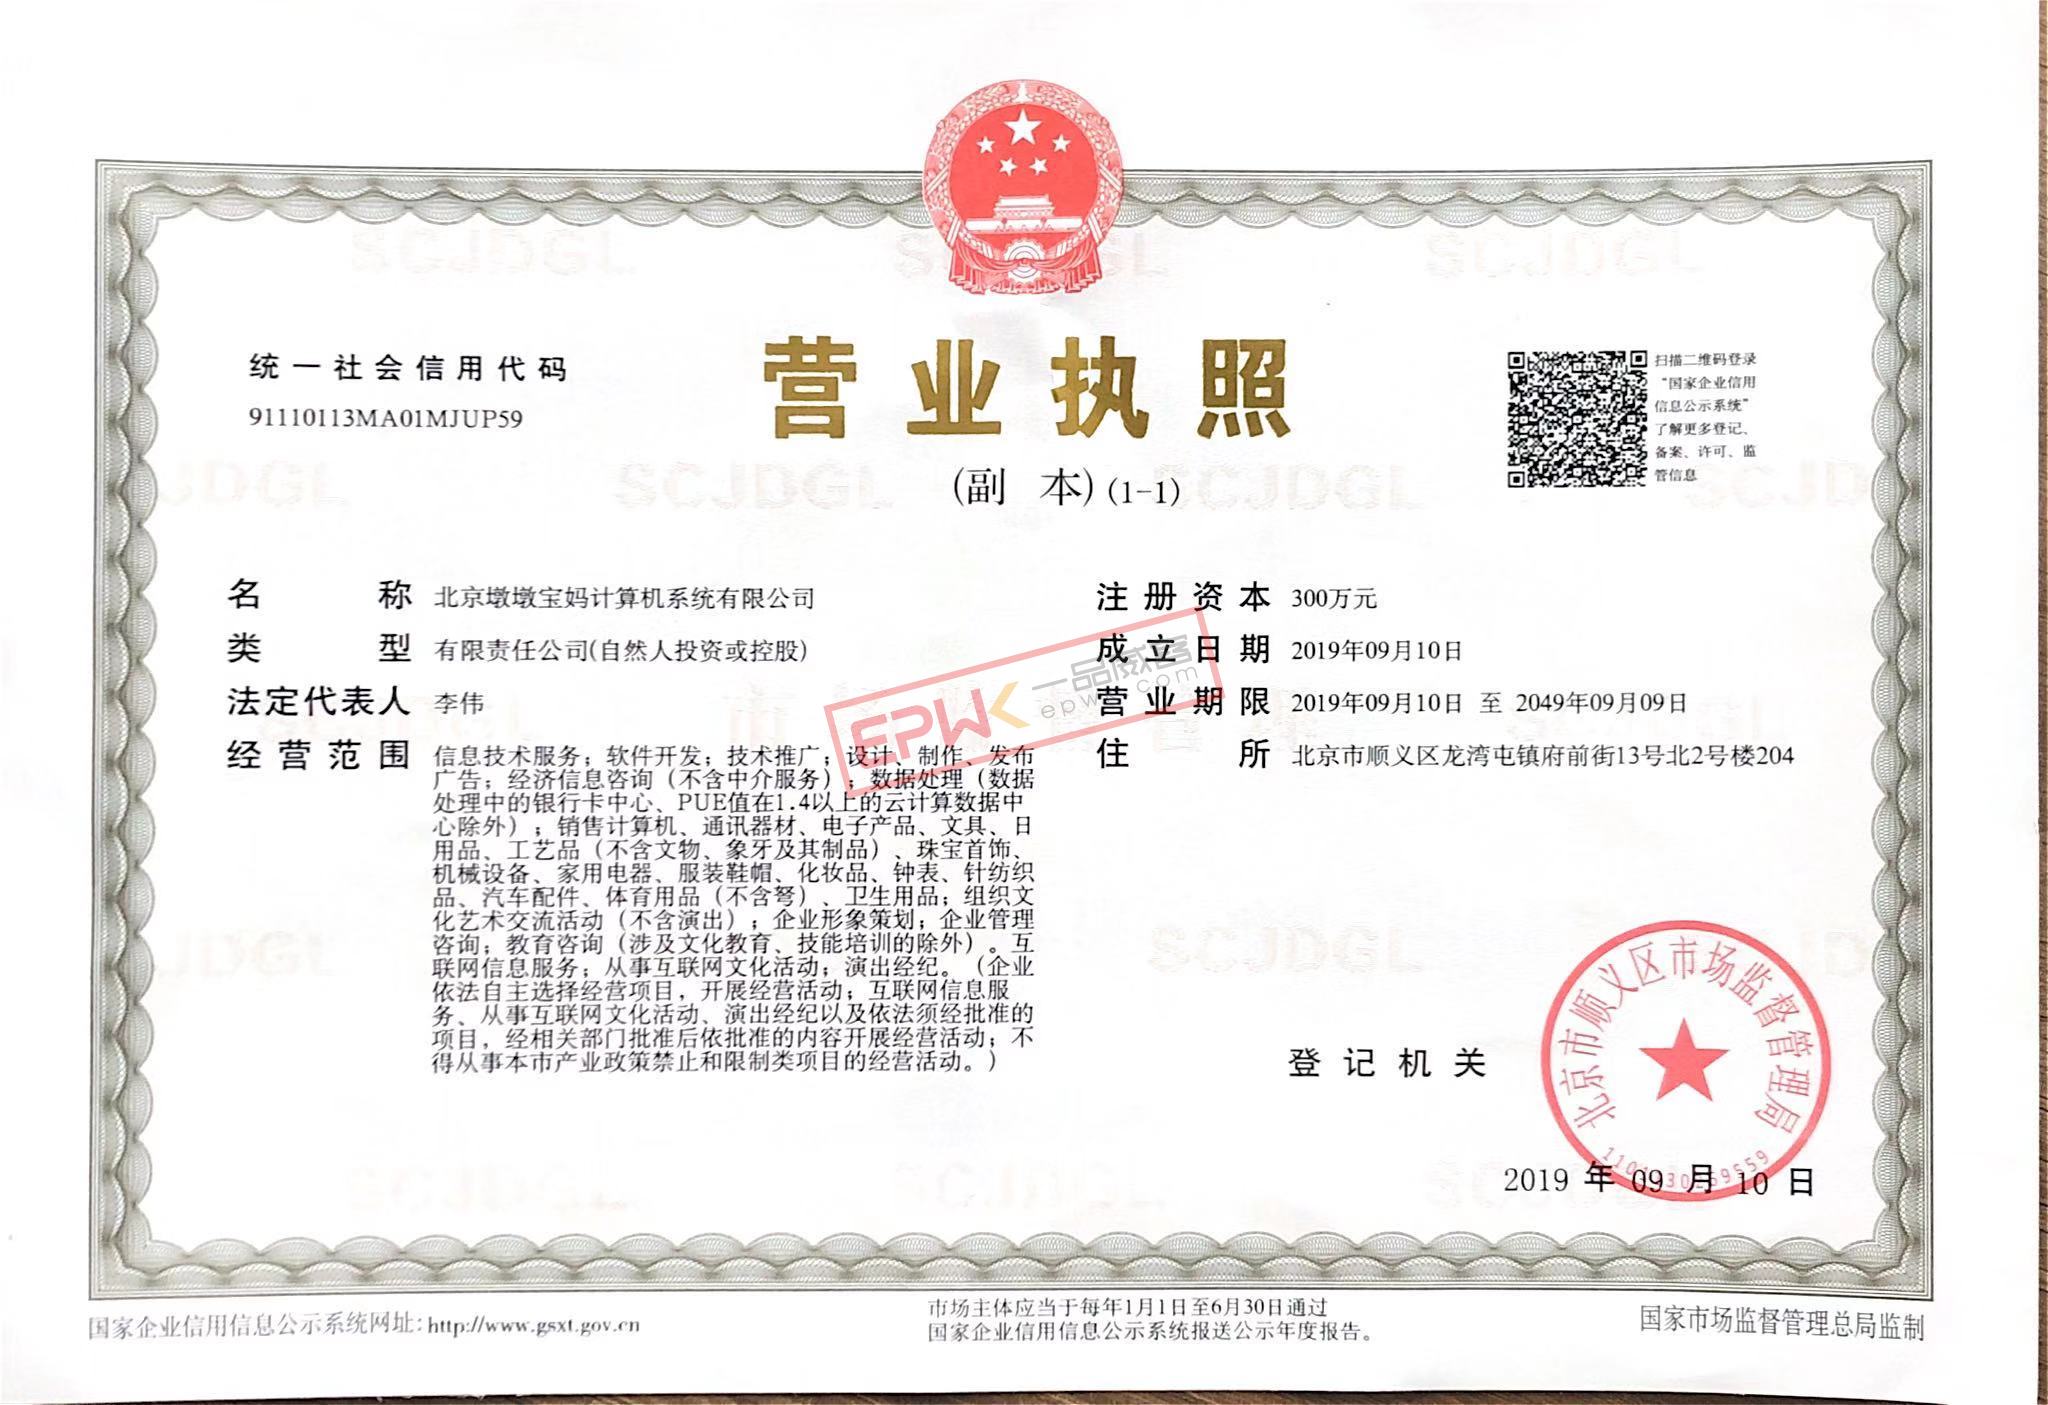 统一社会信用代码
91110113MA01MJUP59
营业执照
(副 本) (1-1)
扫描二维码登录
“国家企业信用
信息公示系统”
了解更多登记、
备案、许可、监
管信息
名 称 北京墩墩宝妈计算机系统有限公司
类 型 有限责任公司(自然人投资或控股)
法定代表人 李伟
经营范围 信息技术服务；软件开发；技术推广；设计、制作、发布
广告；经济信息咨询（不含中介服务）；数据处理（数据
处理中的银行卡中心、PUE值在1.4以上的云计算数据中
心除外）；销售计算机、通讯器材、电子产品、文具、日
用品、工艺品（不含文物、象牙及其制品）、珠宝首饰、
机械设备、家用电器、服装鞋帽、化妆品、钟表、针纺织
品、汽车配件、体育用品（不含弩）、卫生用品；组织文
化艺术交流活动（不含演出）；企业形象策划；企业管理
咨询；教育咨询（涉及文化教育、技能培训的除外）。互
联网信息服务；从事互联网文化活动；演出经纪。（企业
依法自主选择经营项目，开展经营活动；互联网信息服
务、从事互联网文化活动、演出经纪以及依法须经批准的
项目，经相关部门批准后依批准的内容开展经营活动；不
得从事本市产业政策禁止和限制类项目的经营活动。）
注册资本 300万元
成立日期 2019年09月10日
营业期限 2019年09月10日 至 2049年09月09日
住 所 北京市顺义区龙湾屯镇府前街13号北2号楼204
EPWK 一品威客
epwk.com
登记机关
北京市顺义区市场监督管理局
2019 年 09 月 10 日
国家企业信用信息公示系统网址：http://www.gsxt.gov.cn
市场主体应当于每年1月1日至6月30日通过
国家企业信用信息公示系统报送公示年度报告。
国家市场监督管理总局监制
SCJDGL